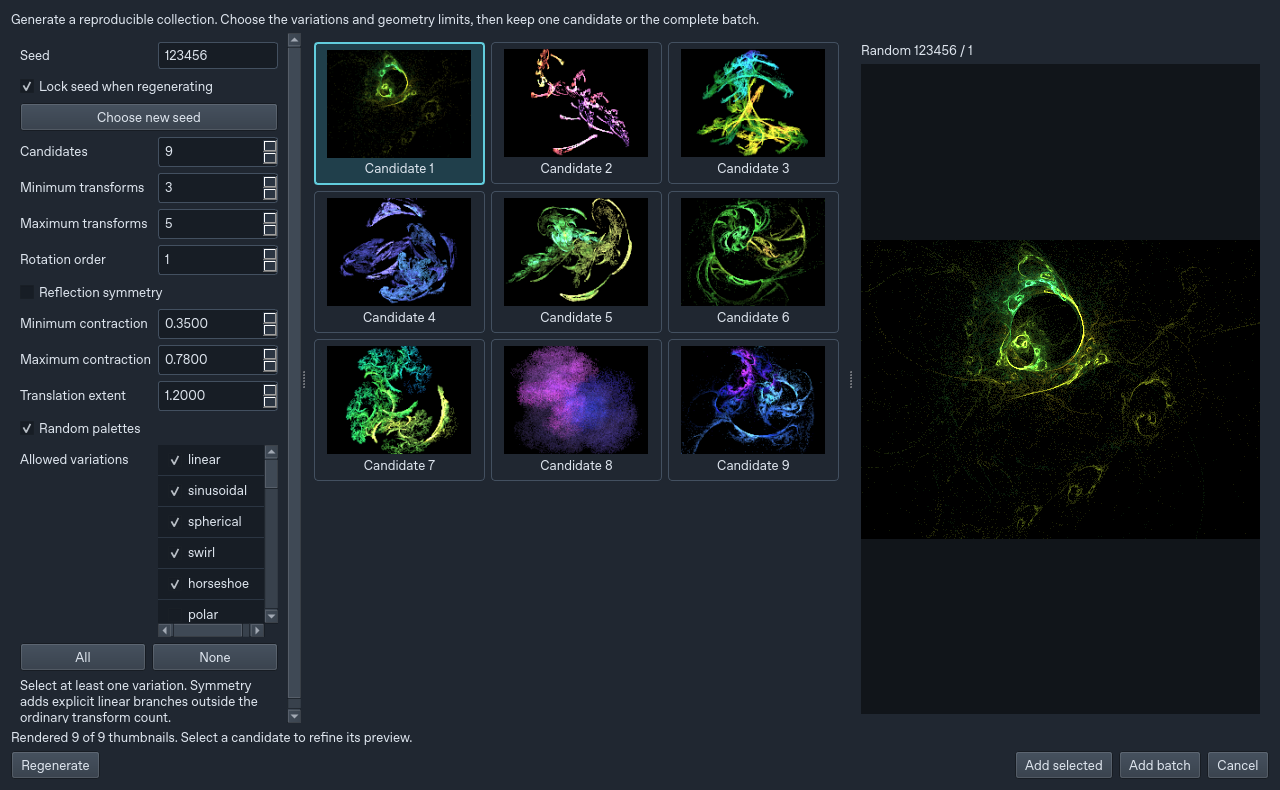 Generate a reproducible collection. Choose the variations and geometry limits, then keep one candidate or the complete batch.
Seed
123456
Lock seed when regenerating
Choose new seed
Candidates
9
Minimum transforms
3
Maximum transforms
5
Rotation order
1
Reflection symmetry
Minimum contraction
0.3500
Maximum contraction
0.7800
Translation extent
1.2000
Random palettes
Allowed variations
linear
sinusoidal
spherical
swirl
horseshoe
polar
All
None
Select at least one variation. Symmetry
adds explicit linear branches outside the
ordinary transform count.
Candidate 1
Candidate 2
Candidate 3
Candidate 4
Candidate 5
Candidate 6
Candidate 7
Candidate 8
Candidate 9
Random 123456 / 1
Rendered 9 of 9 thumbnails. Select a candidate to refine its preview.
Regenerate
Add selected
Add batch
Cancel